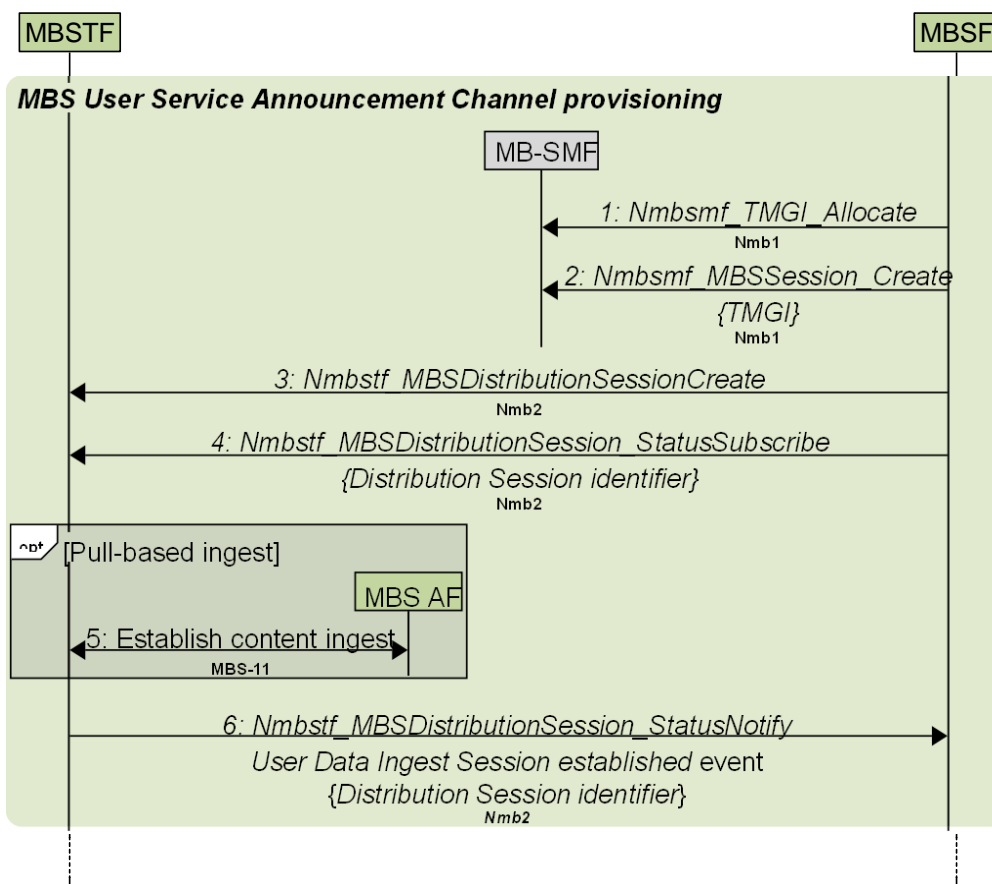 MBSTF
MBSF
MBS User Service Announcement Channel provisioning
MB-SMF
1: Nmbsmf_TMGI_Allocate
Nmb1
2: Nmbsmf_MBSSession_Create
{TMGI}
Nmb1
3: Nmbstf_MBSDistributionSessionCreate
Nmb2
4: Nmbstf_MBSDistributionSession_StatusSubscribe
{Distribution Session identifier}
Nmb2
opt [Pull-based ingest]
MBS AF
5: Establish content ingest
MBS-11
6: Nmbstf_MBSDistributionSession_StatusNotify
User Data Ingest Session established event
{Distribution Session identifier}
Nmb2